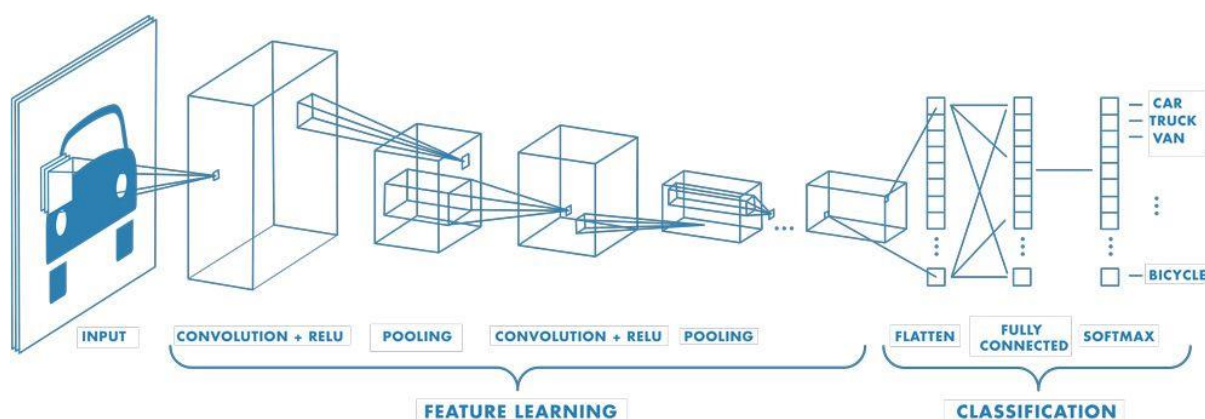 CAR
TRUCK
VAN
BICYCLE
INPUT
CONVOLUTION + RELU
POOLING
CONVOLUTION + RELU
POOLING
FLATTEN
FULLY
CONNECTED
SOFTMAX
FEATURE LEARNING
CLASSIFICATION